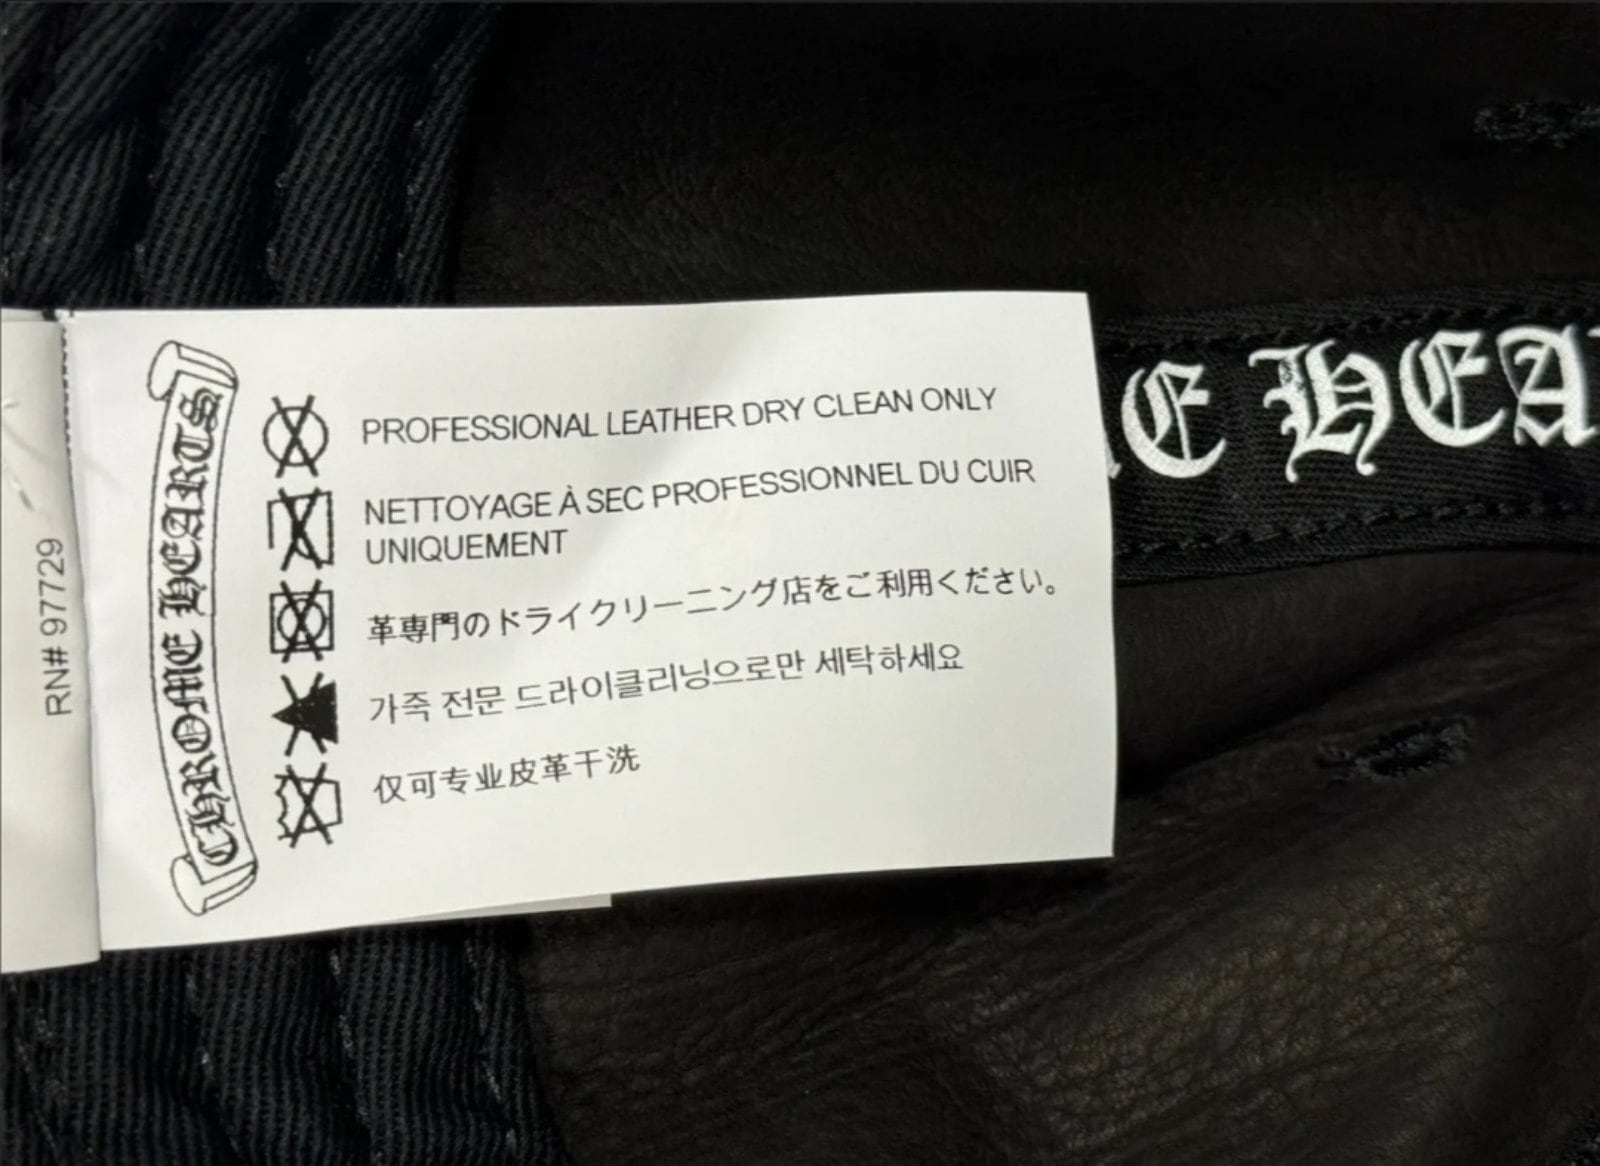 RN# 97729
CHROME HEARTS
PROFESSIONAL LEATHER DRY CLEAN ONLY
NETTOYAGE À SEC PROFESSIONNEL DU CUIR
UNIQUEMENT
革専門のドライクリーニング店をご利用ください。
가죽 전문 드라이클리닝으로만 세탁하세요
仅可专业皮革干洗
E HEA